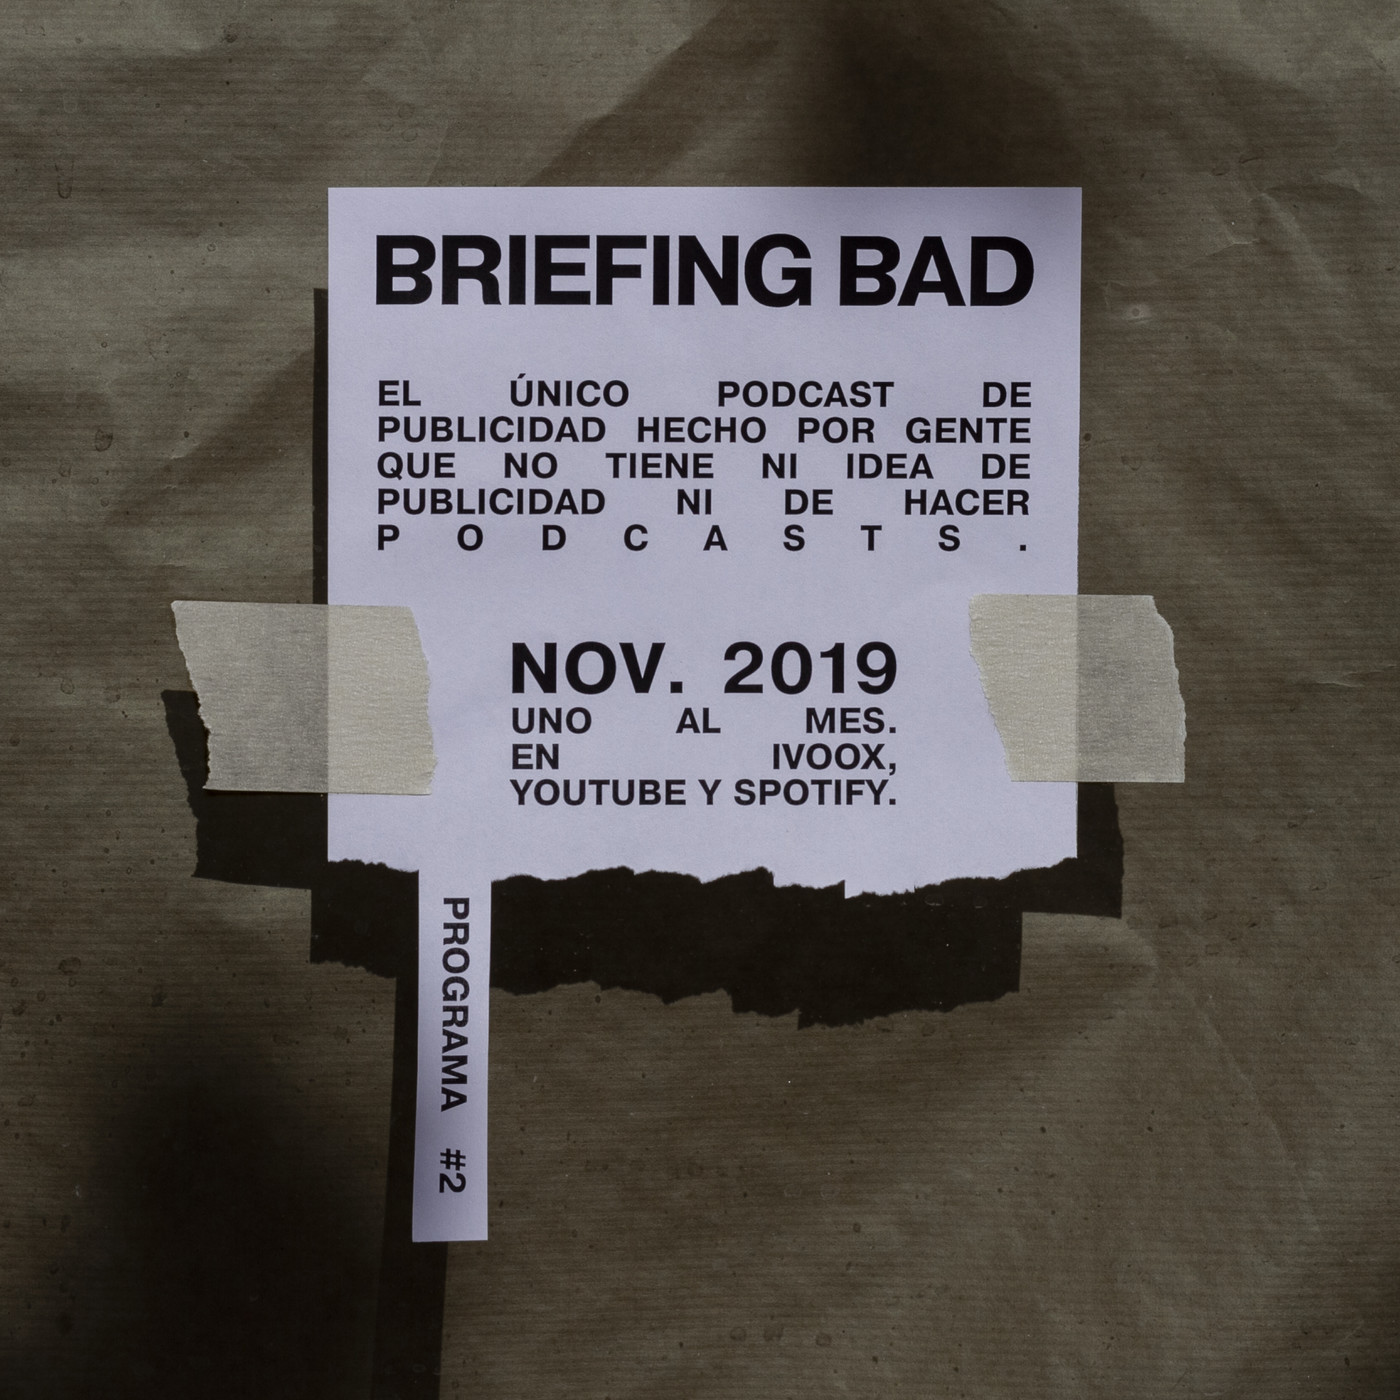 BRIEFING BAD
EL ÚNICO PODCAST DE
PUBLICIDAD HECHO POR GENTE
QUE NO TIENE NI IDEA DE
PUBLICIDAD NI DE HACER
PODCASTS.
NOV. 2019
UNO AL MES.
EN IVOOX,
YOUTUBE Y SPOTIFY.
PROGRAMA #2